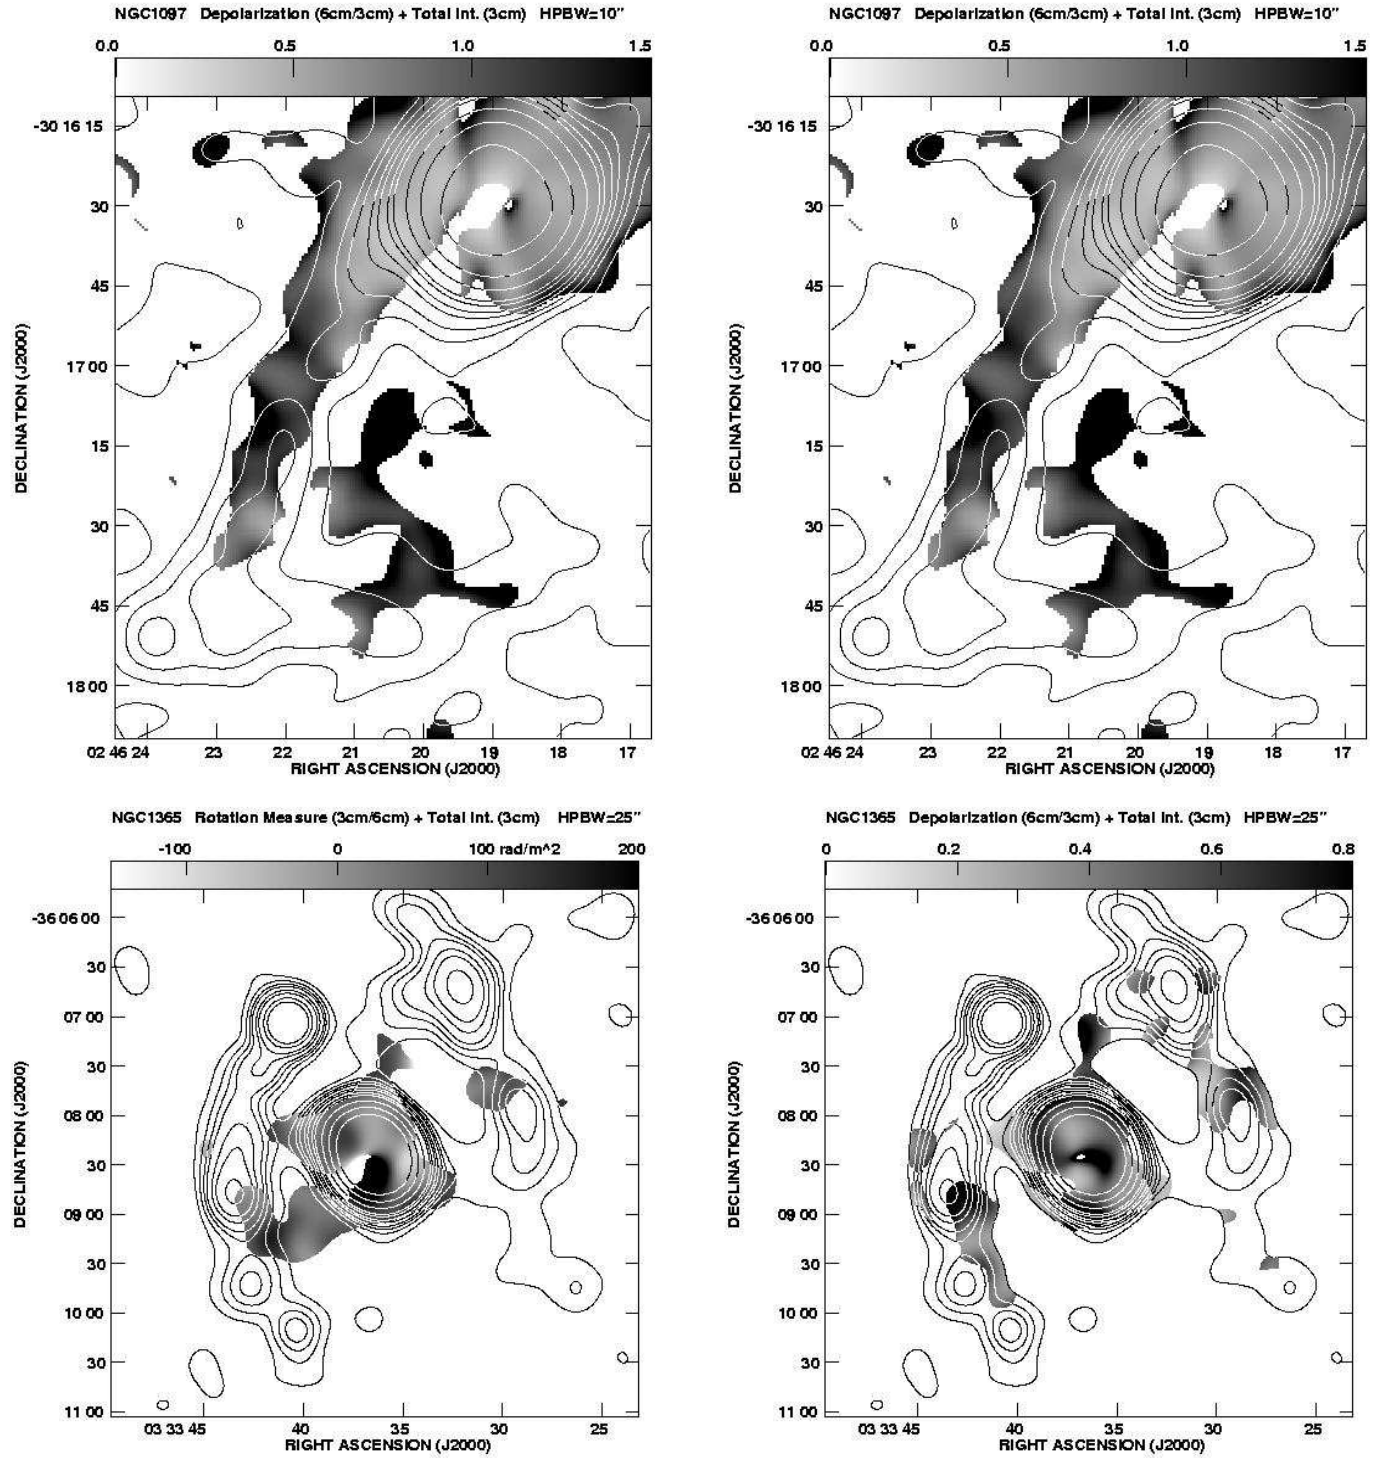 NGC1097 Depolarization (6cm/3cm) + Total Int. (3cm) HPBW=10"
0.0 0.5 1.0 1.5
-30 16 15
30
45
17 00
15
30
45
18 00
DECLINATION (J2000)
02 46 24 23 22 21 20 19 18 17
RIGHT ASCENSION (J2000)
NGC1097 Depolarization (6cm/3cm) + Total Int. (3cm) HPBW=10"
0.0 0.5 1.0 1.5
-30 16 15
30
45
17 00
15
30
45
18 00
DECLINATION (J2000)
02 46 24 23 22 21 20 19 18 17
RIGHT ASCENSION (J2000)
NGC1365 Rotation Measure (3cm/6cm) + Total Int. (3cm) HPBW=25"
-100 0 100 rad/m^2 200
-36 06 00
30
07 00
30
08 00
30
09 00
30
10 00
30
11 00
DECLINATION (J2000)
03 33 45 40 35 30 25
RIGHT ASCENSION (J2000)
NGC1365 Depolarization (6cm/3cm) + Total Int. (3cm) HPBW=25"
0 0.2 0.4 0.6 0.8
-36 06 00
30
07 00
30
08 00
30
09 00
30
10 00
30
11 00
DECLINATION (J2000)
03 33 45 40 35 30 25
RIGHT ASCENSION (J2000)